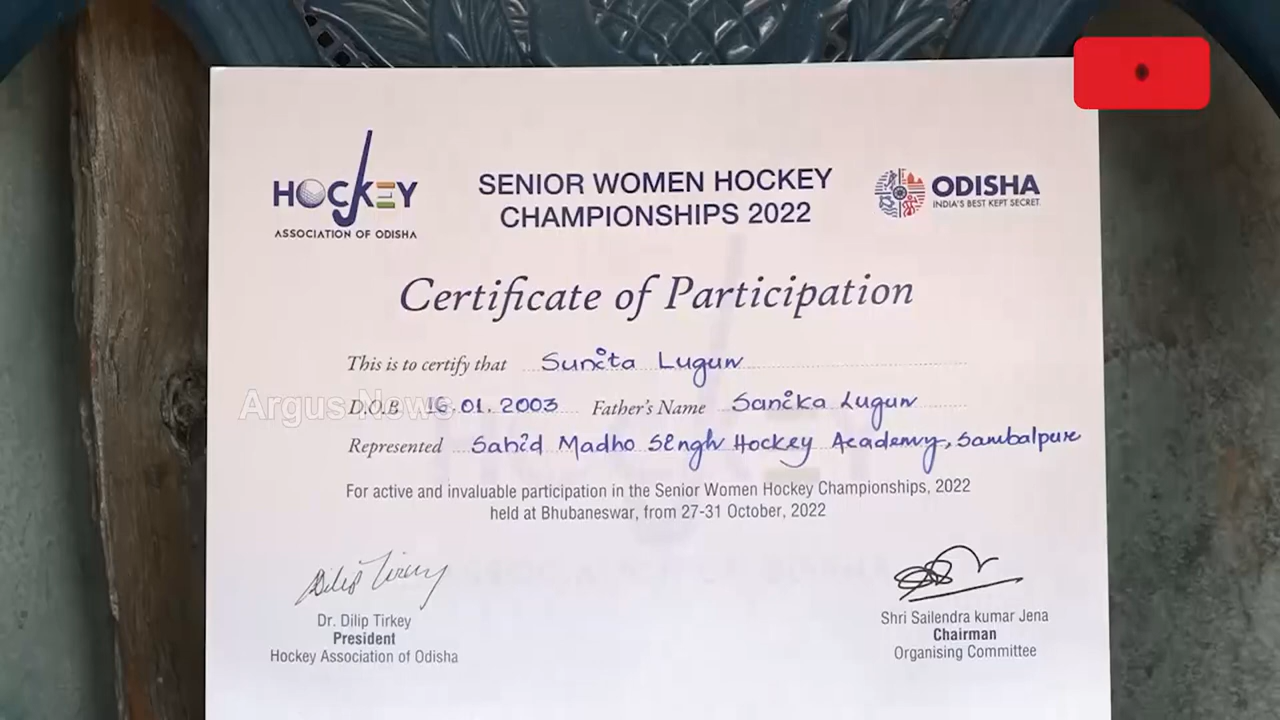 HOCKEY
ASSOCIATION OF ODISHA
SENIOR WOMEN HOCKEY
CHAMPIONSHIPS 2022
ODISHA
INDIA'S BEST KEPT SECRET.
Certificate of Participation
This is to certify that Sunita Lugun
D.O.B 16.01.2003 Father's Name Sanika Lugun
Argus News
Represented Sahid Madho Singh Hockey Academy, Sambalpure
For active and invaluable participation in the Senior Women Hockey Championships, 2022
held at Bhubaneswar, from 27-31 October, 2022
Dilip Tirkey
Dr. Dilip Tirkey
President
Hockey Association of Odisha
Shri Sailendra kumar Jena
Chairman
Organising Committee